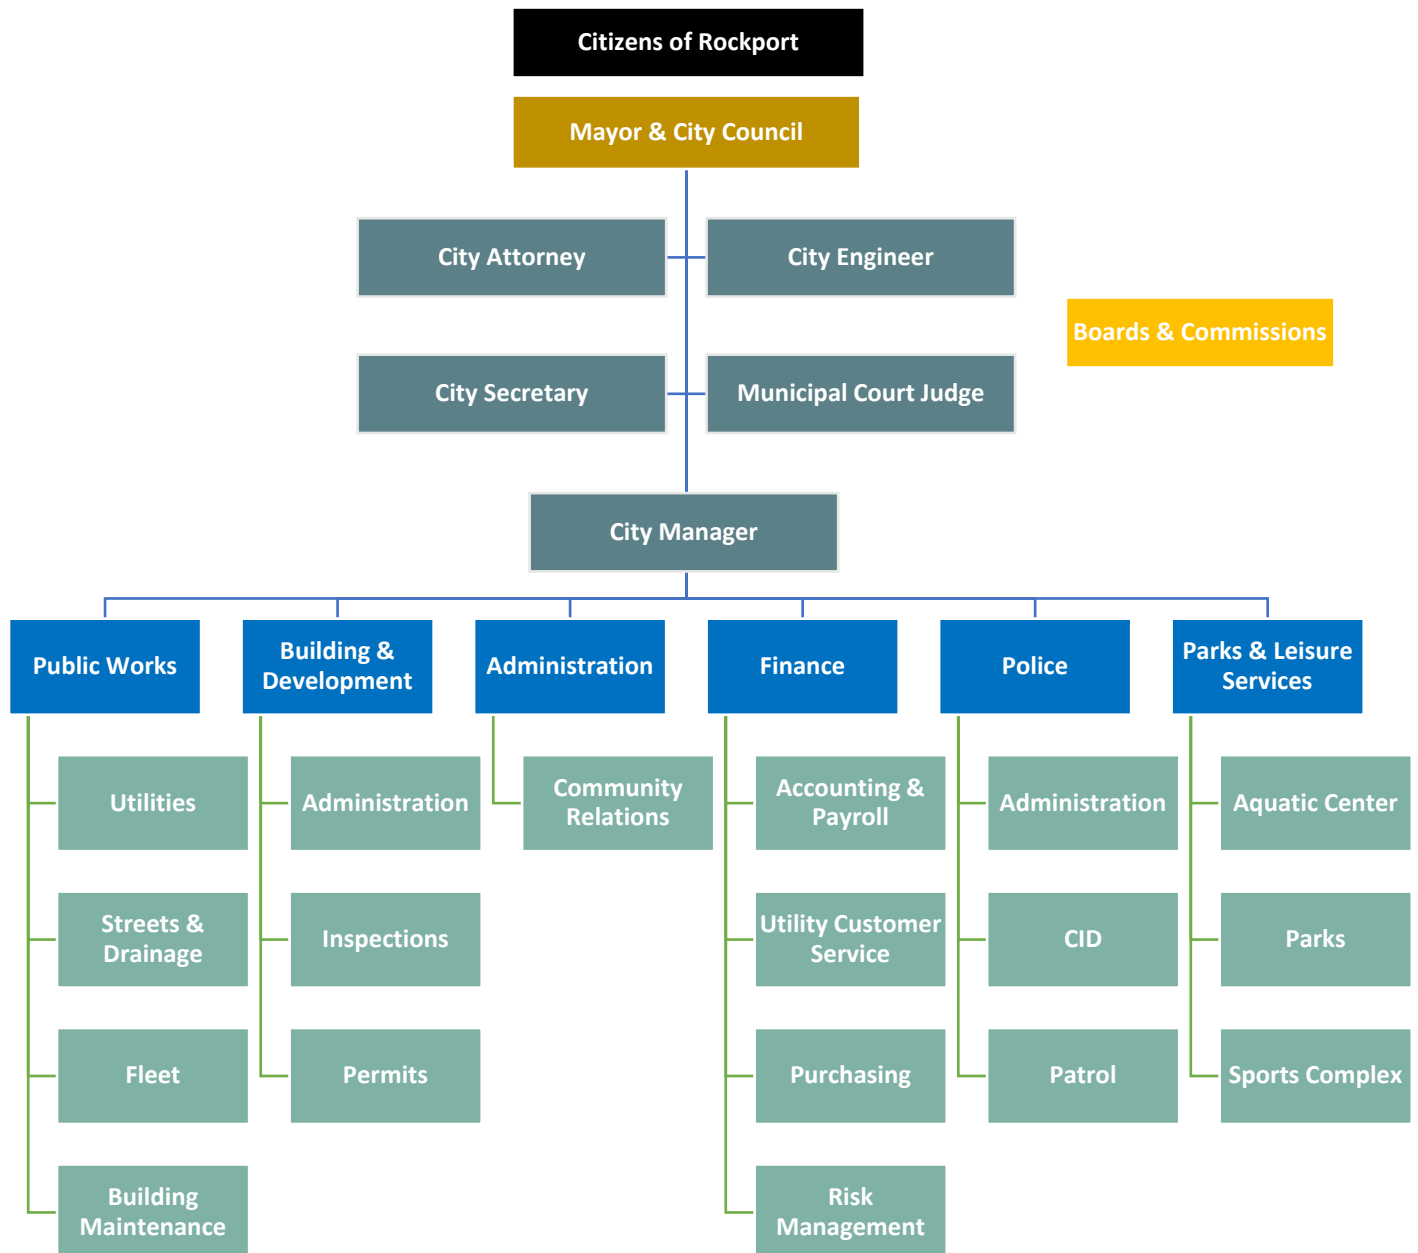 Citizens of Rockport
Mayor & City Council
City Attorney
City Engineer
Boards & Commissions
City Secretary
Municipal Court Judge
City Manager
Public Works
Building &
Development
Administration
Finance
Police
Parks & Leisure
Services
Utilities
Administration
Community
Relations
Accounting &
Payroll
Administration
Aquatic Center
Streets &
Drainage
Inspections
Utility Customer
Service
CID
Parks
Fleet
Permits
Purchasing
Patrol
Sports Complex
Building
Maintenance
Risk
Management